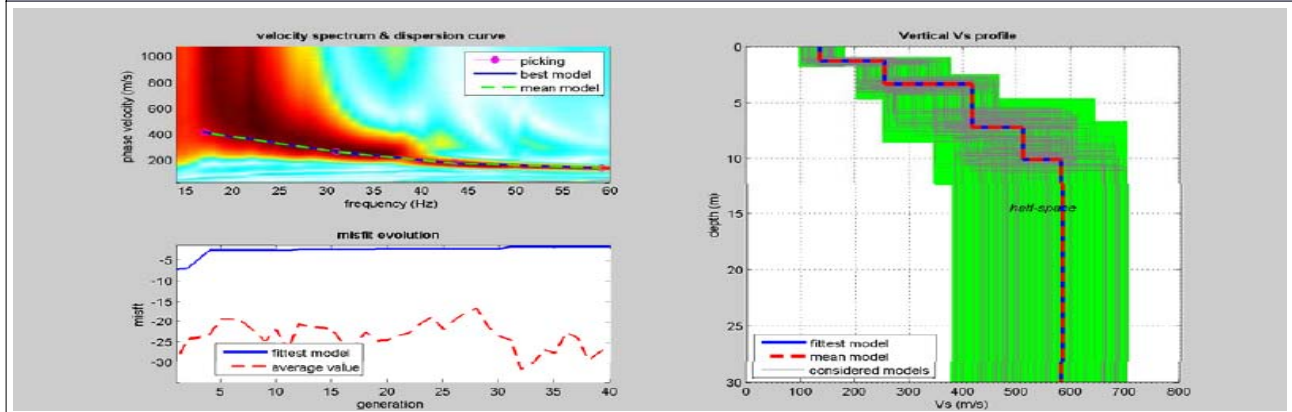 velocity spectrum & dispersion curve
1000
800
600
400
200
phase velocity (m/s)
picking
best model
mean model
15 20 25 30 35 40 45 50 55 60
frequency (Hz)
misfit evolution
-5
-10
-15
-20
-25
-30
misfit
fittest model
average value
5 10 15 20 25 30 35 40
generation
Vertical Vs profile
0
5
10
15
20
25
30
depth (m)
half-space
fittest model
mean model
considered models
0 100 200 300 400 500 600 700 800
Vs (m/s)